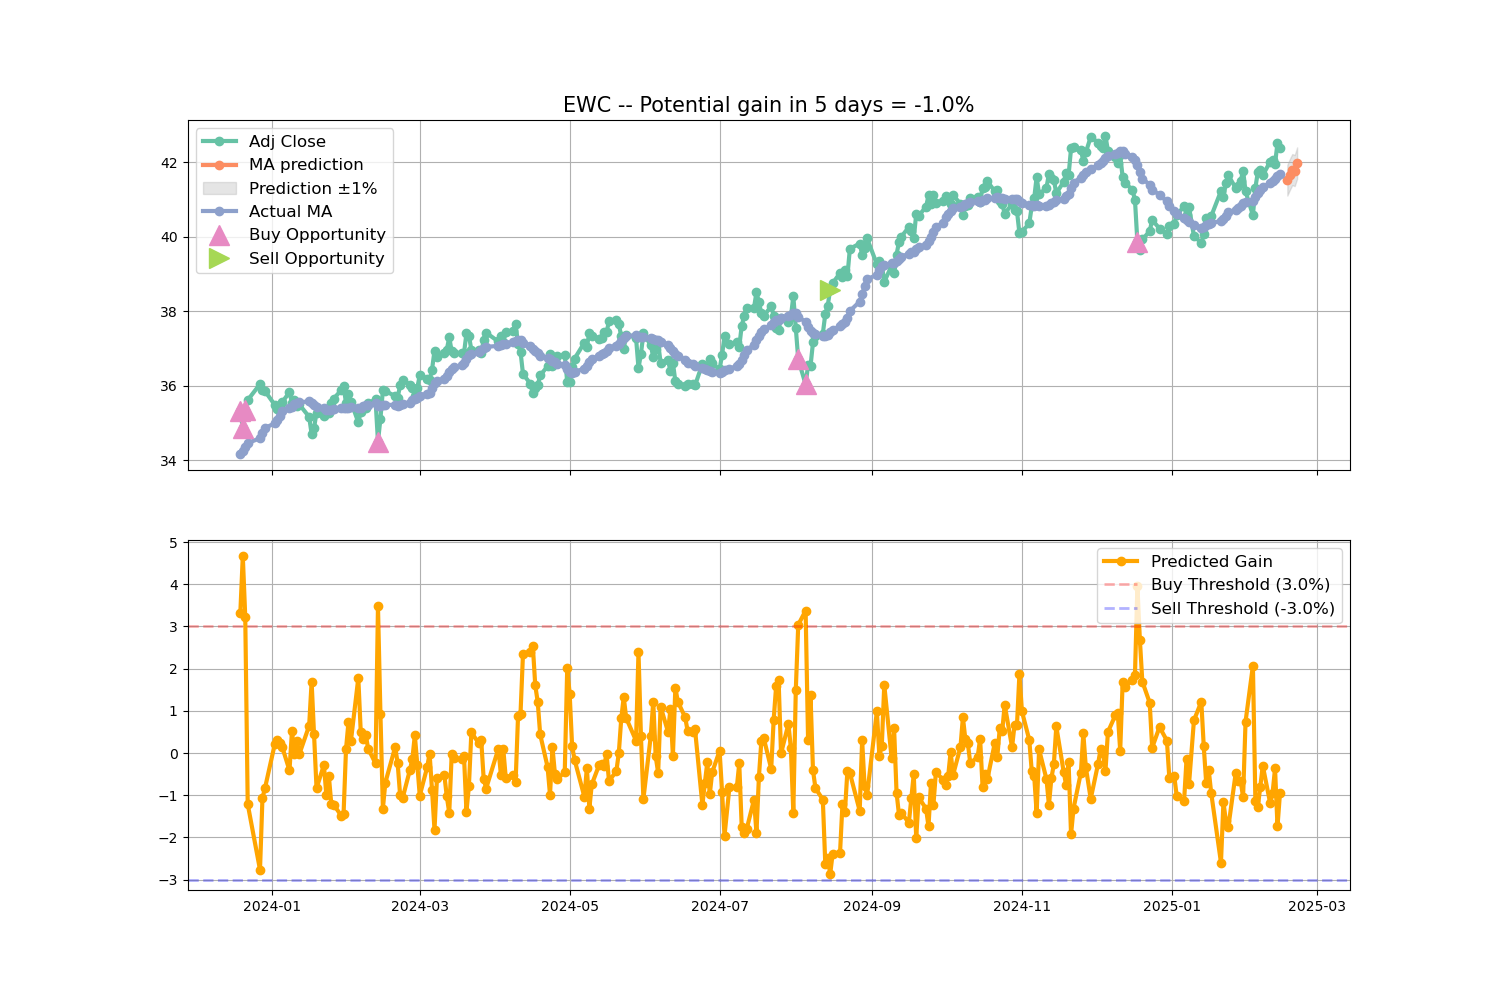 EWC -- Potential gain in 5 days = -1.0%
Adj Close
MA prediction
Prediction ±1%
Actual MA
Buy Opportunity
Sell Opportunity
42
40
38
36
34
5
4
3
2
1
0
−1
−2
−3
Predicted Gain
Buy Threshold (3.0%)
Sell Threshold (-3.0%)
2024-01
2024-03
2024-05
2024-07
2024-09
2024-11
2025-01
2025-03